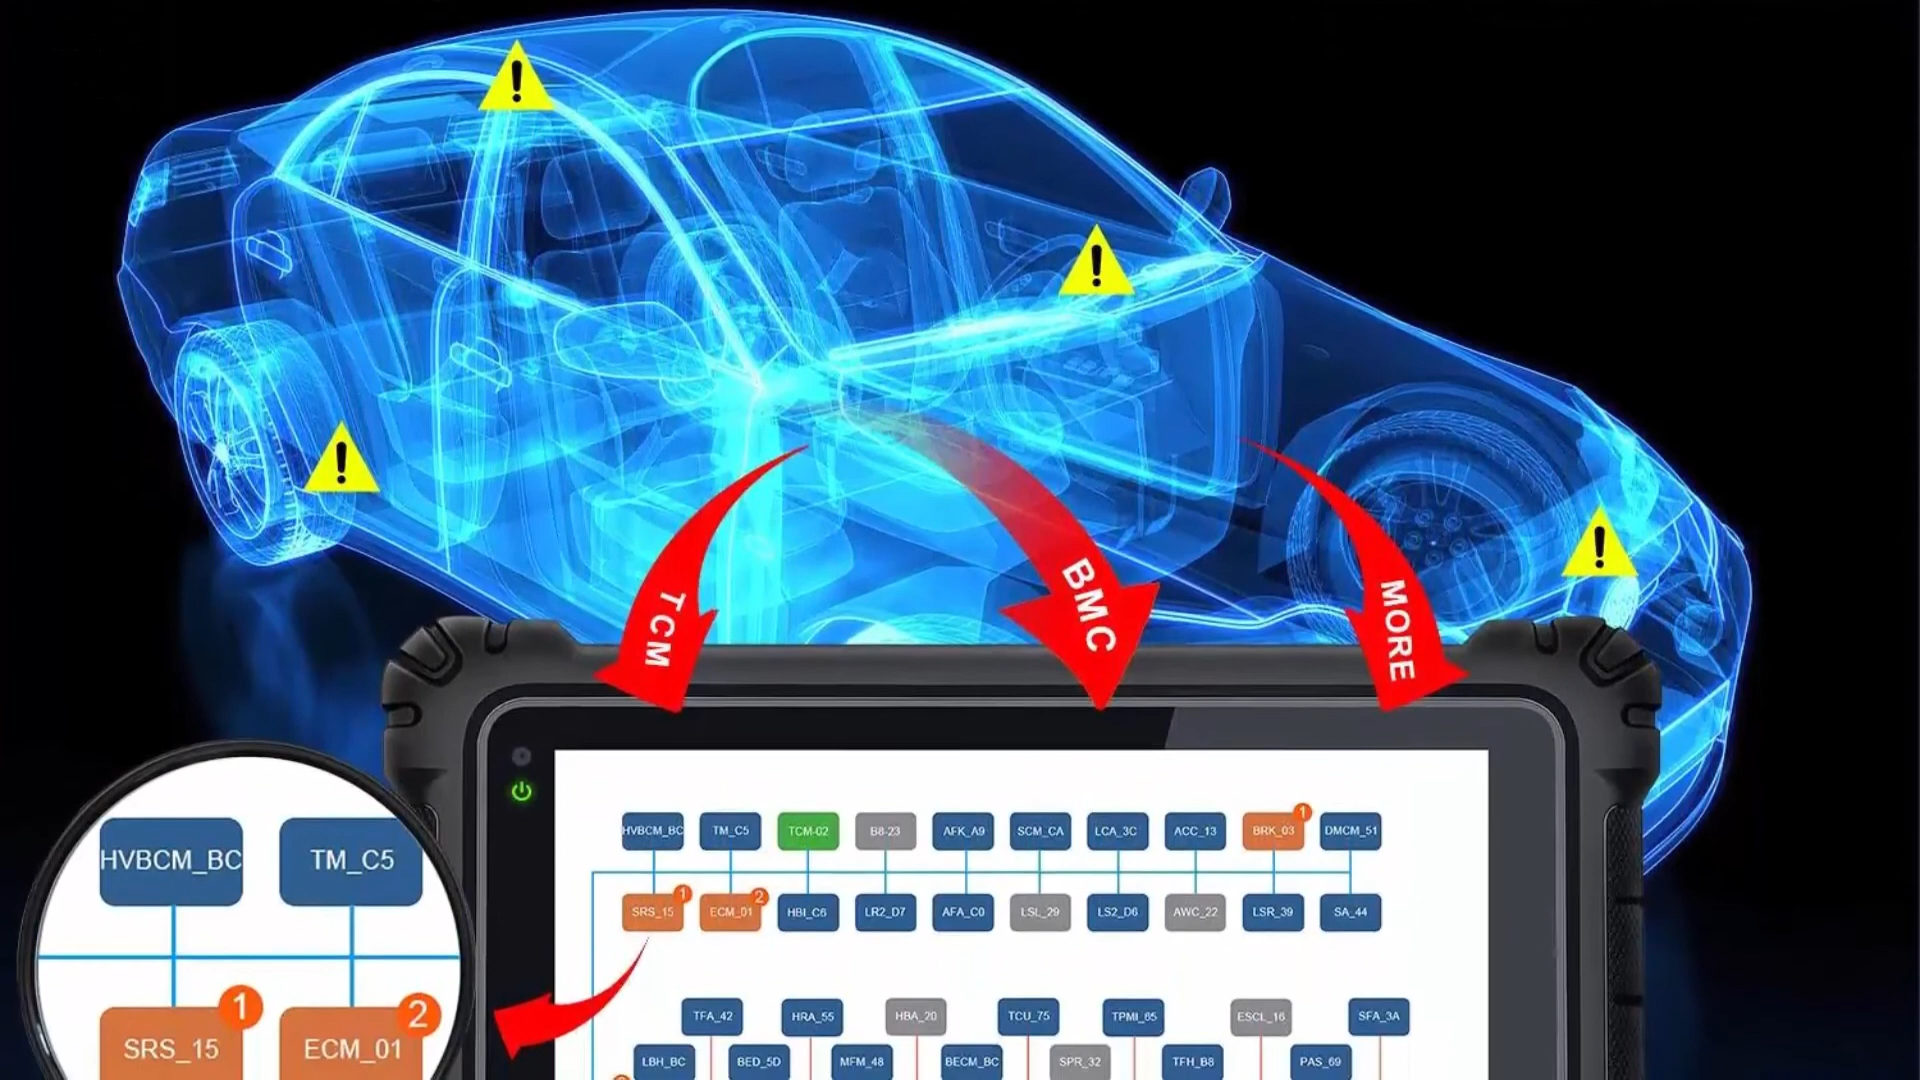 TCM
BMC
MORE
HVBCM_BC TM_C5 TCM-02 B8-23 AFK_A9 SCM_CA LCA_3C ACC_13 BRK_03 1 DMCM_51
SRS_15 1 ECM_01 2 HBI_C6 LR2_D7 AFA_C0 LSL_29 LS2_D6 AWC_22 LSR_39 SA_44
TFA_42 HRA_55 HBA_20 TCU_75 TPMI_65 ESCL_16 SFA_3A
LBH_BC BED_5D MFM_48 BECM_BC SPR_32 TFH_B8 PAS_69
HVBCM_BC TM_C5
SRS_15 1 ECM_01 2